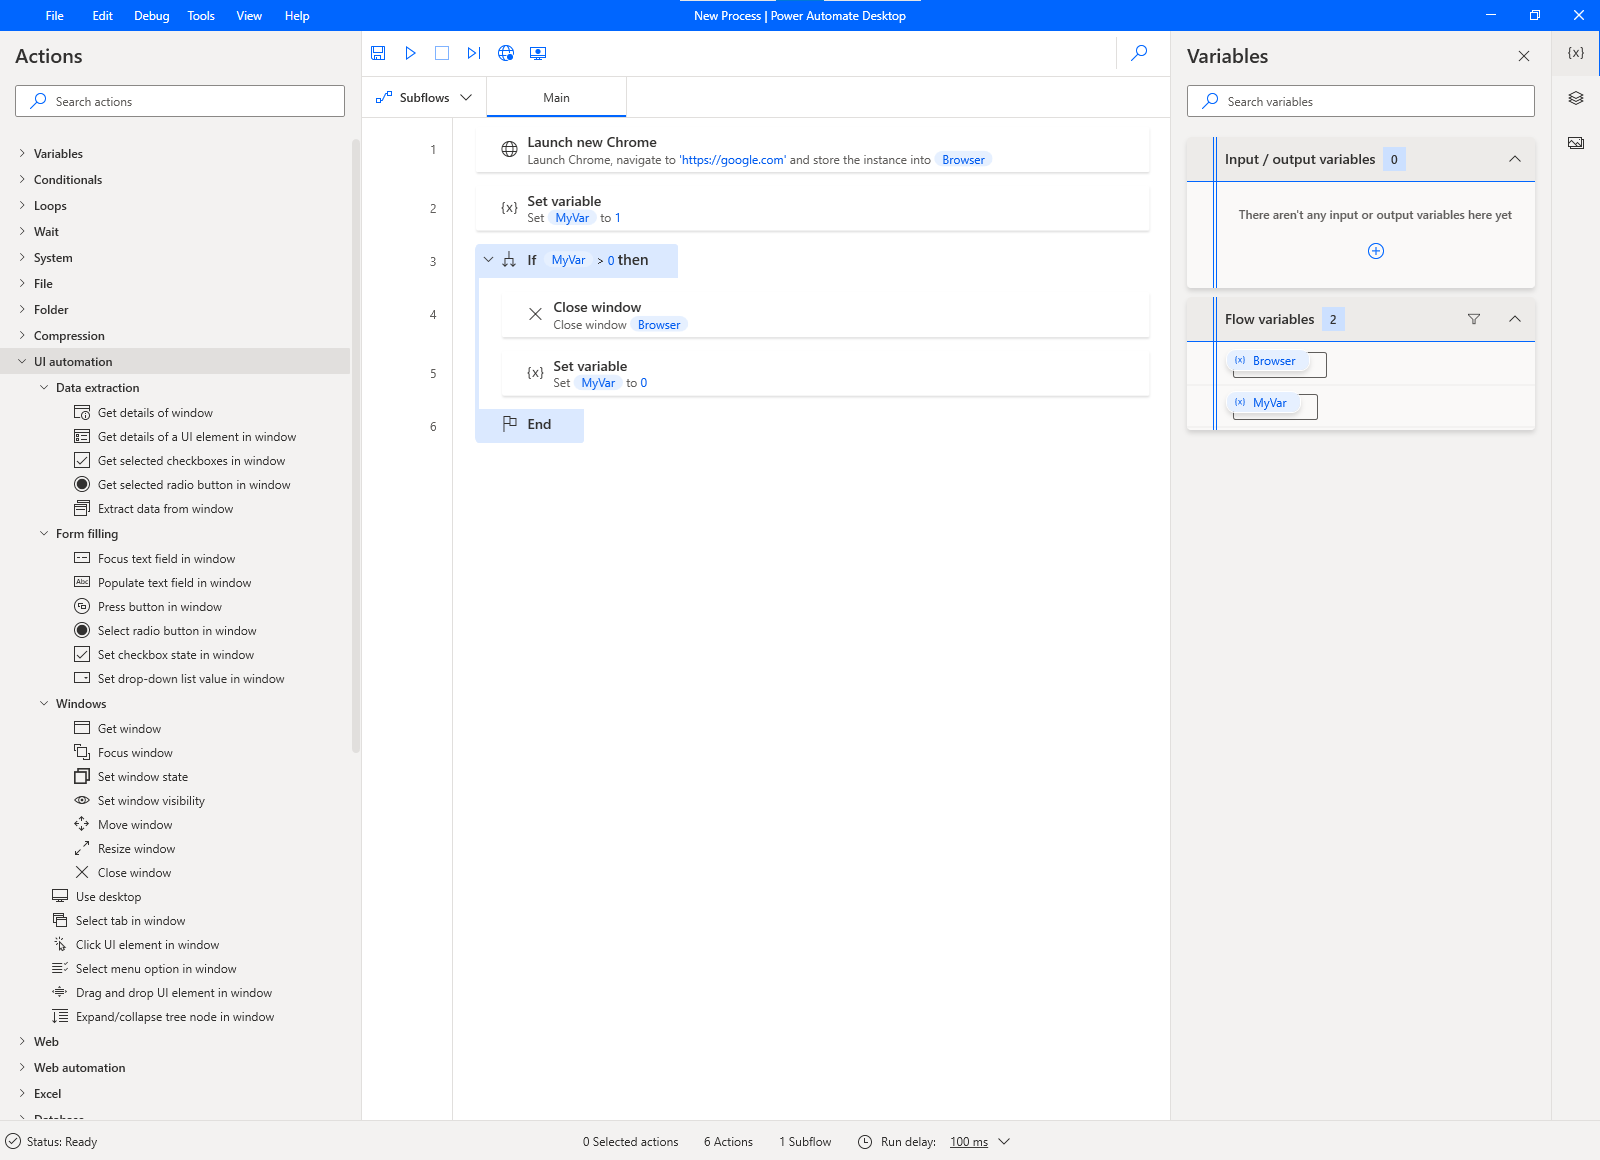 File Edit Debug Tools View Help
New Process | Power Automate Desktop
Actions
Search actions
Variables
Conditionals
Loops
Wait
System
File
Folder
Compression
UI automation
Data extraction
Get details of window
Get details of a UI element in window
Get selected checkboxes in window
Get selected radio button in window
Extract data from window
Form filling
Focus text field in window
Abc Populate text field in window
Press button in window
Select radio button in window
Set checkbox state in window
Set drop-down list value in window
Windows
Get window
Focus window
Set window state
Set window visibility
Move window
Resize window
Close window
Use desktop
Select tab in window
Click UI element in window
Select menu option in window
Drag and drop UI element in window
Expand/collapse tree node in window
Web
Web automation
Excel
Database
Subflows Main
1 Launch new Chrome
Launch Chrome, navigate to 'https://google.com' and store the instance into Browser
2 {x} Set variable
Set MyVar to 1
3 If MyVar > 0 then
4 Close window
Close window Browser
5 {x} Set variable
Set MyVar to 0
6 End
Variables
{x}
Search variables
Input / output variables 0
There aren't any input or output variables here yet
Flow variables 2
(x) Browser
(x) MyVar
Status: Ready 0 Selected actions 6 Actions 1 Subflow Run delay: 100 ms